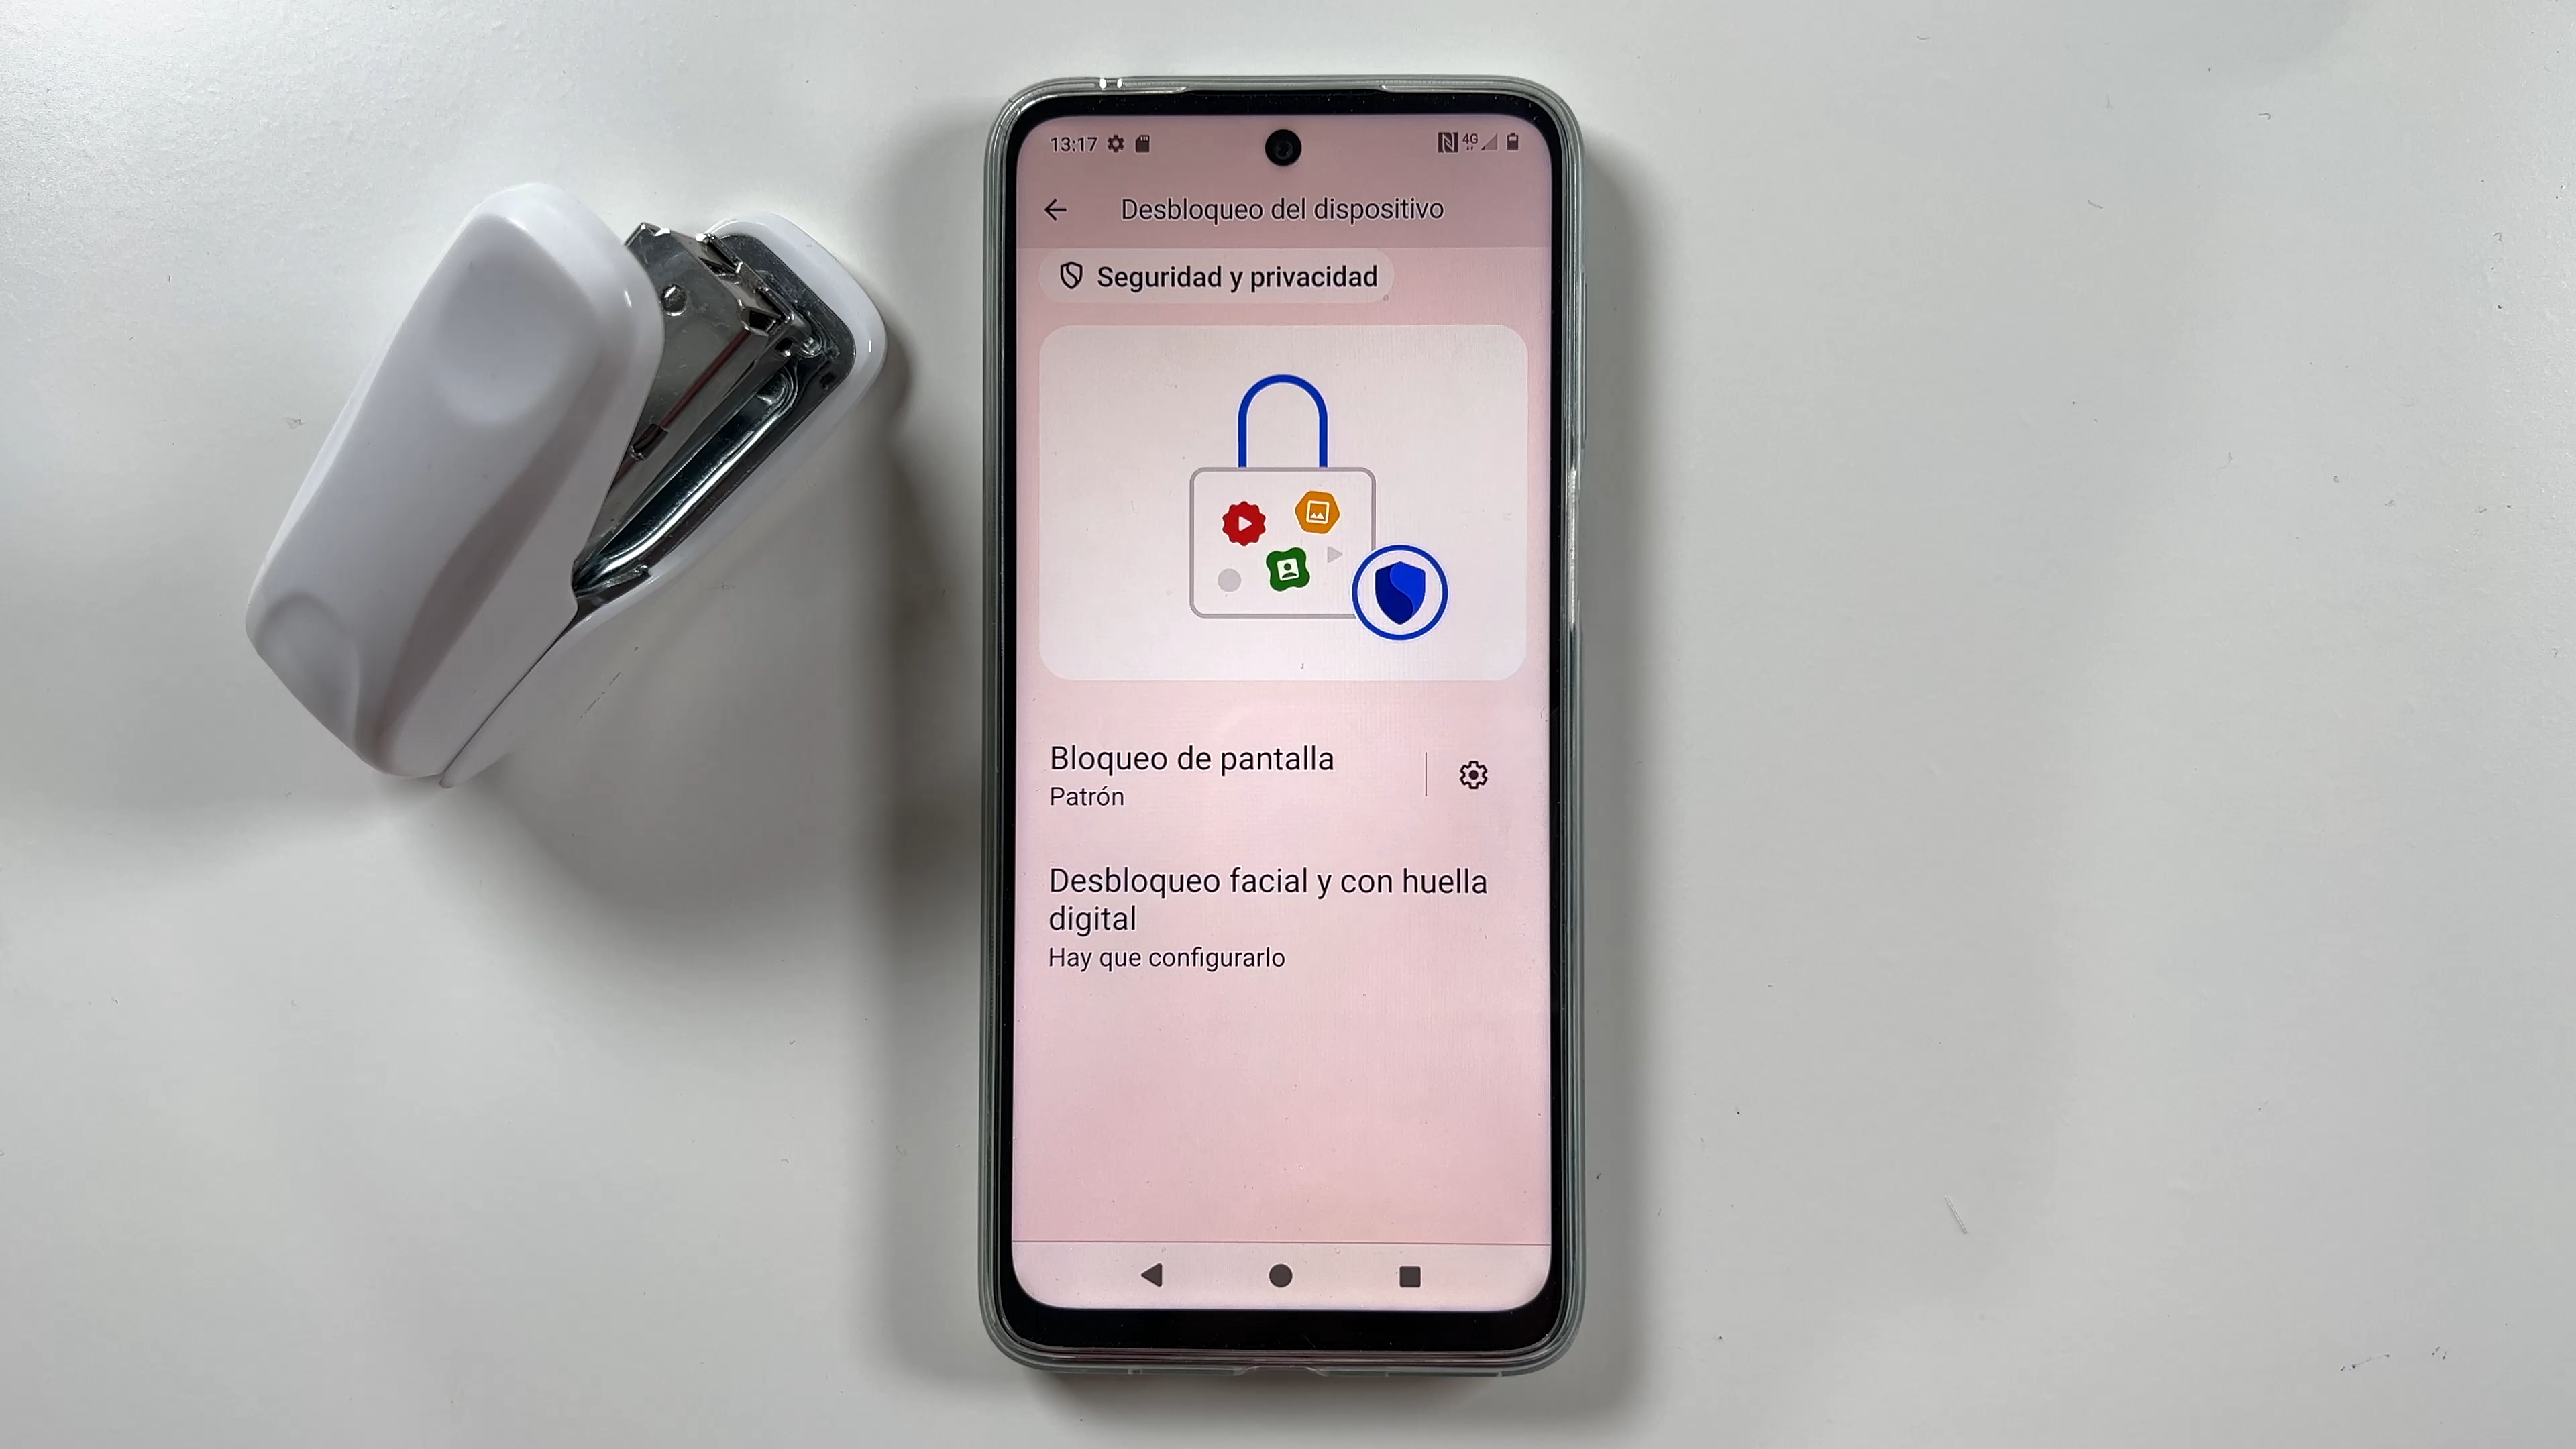 13:17
4G
Desbloqueo del dispositivo
Seguridad y privacidad
Bloqueo de pantalla
Patrón
Desbloqueo facial y con huella
digital
Hay que configurarlo